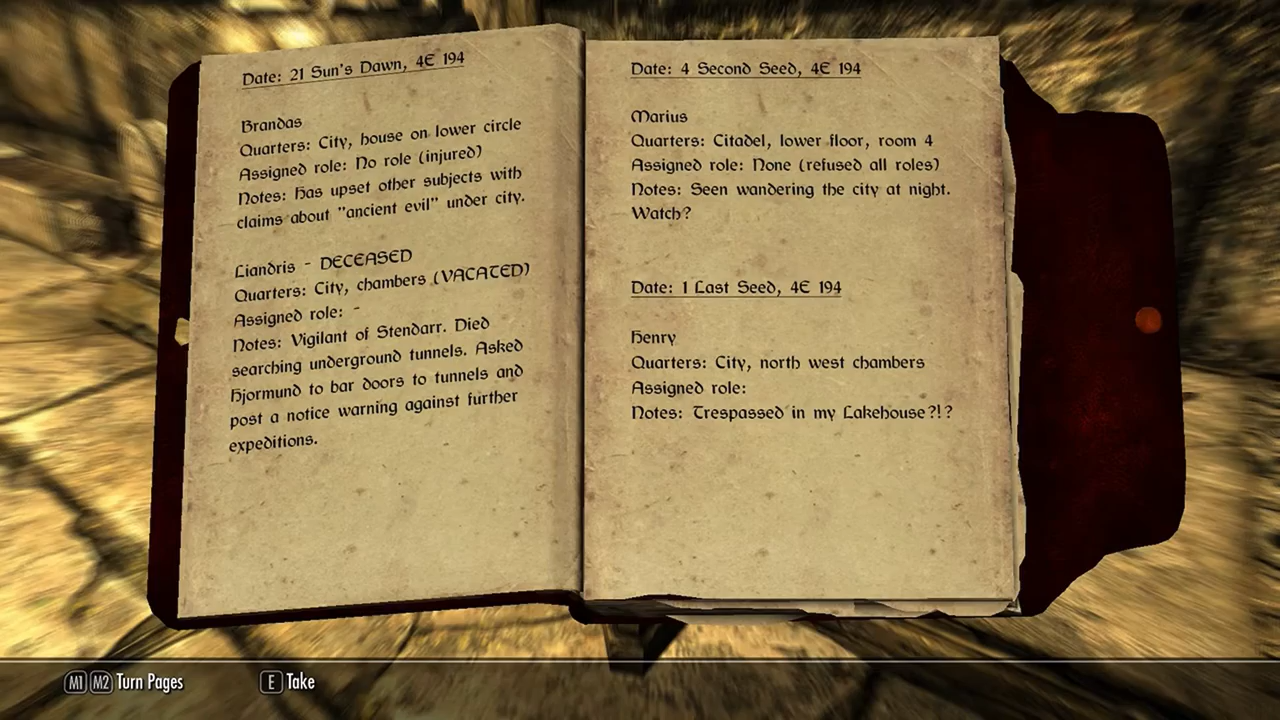 Date: 21 Sun's Dawn, 4E 194
Brandas
Quarters: City, house on lower circle
Assigned role: No role (injured)
Notes: Has upset other subjects with
claims about "ancient evil" under city.
Liandris - DECEASED
Quarters: City, chambers (VACATED)
Assigned role: -
Notes: Vigilant of Stendarr. Died
searching underground tunnels. Asked
Hjormund to bar doors to tunnels and
post a notice warning against further
expeditions.
Date: 4 Second Seed, 4E 194
Marius
Quarters: Citadel, lower floor, room 4
Assigned role: None (refused all roles)
Notes: Seen wandering the city at night.
Watch?
Date: 1 Last Seed, 4E 194
Henry
Quarters: City, north west chambers
Assigned role:
Notes: Trespassed in my Lakehouse?!?
M1 M2 Turn Pages
E Take